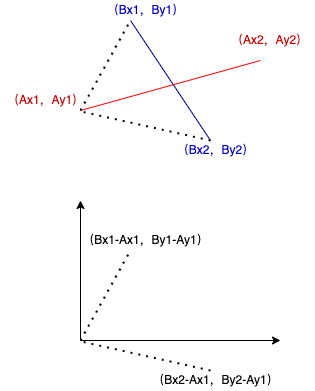 (Bx1, By1)
(Ax2, Ay2)
(Ax1, Ay1)
(Bx2, By2)
(Bx1-Ax1, By1-Ay1)
(Bx2-Ax1, By2-Ay1)